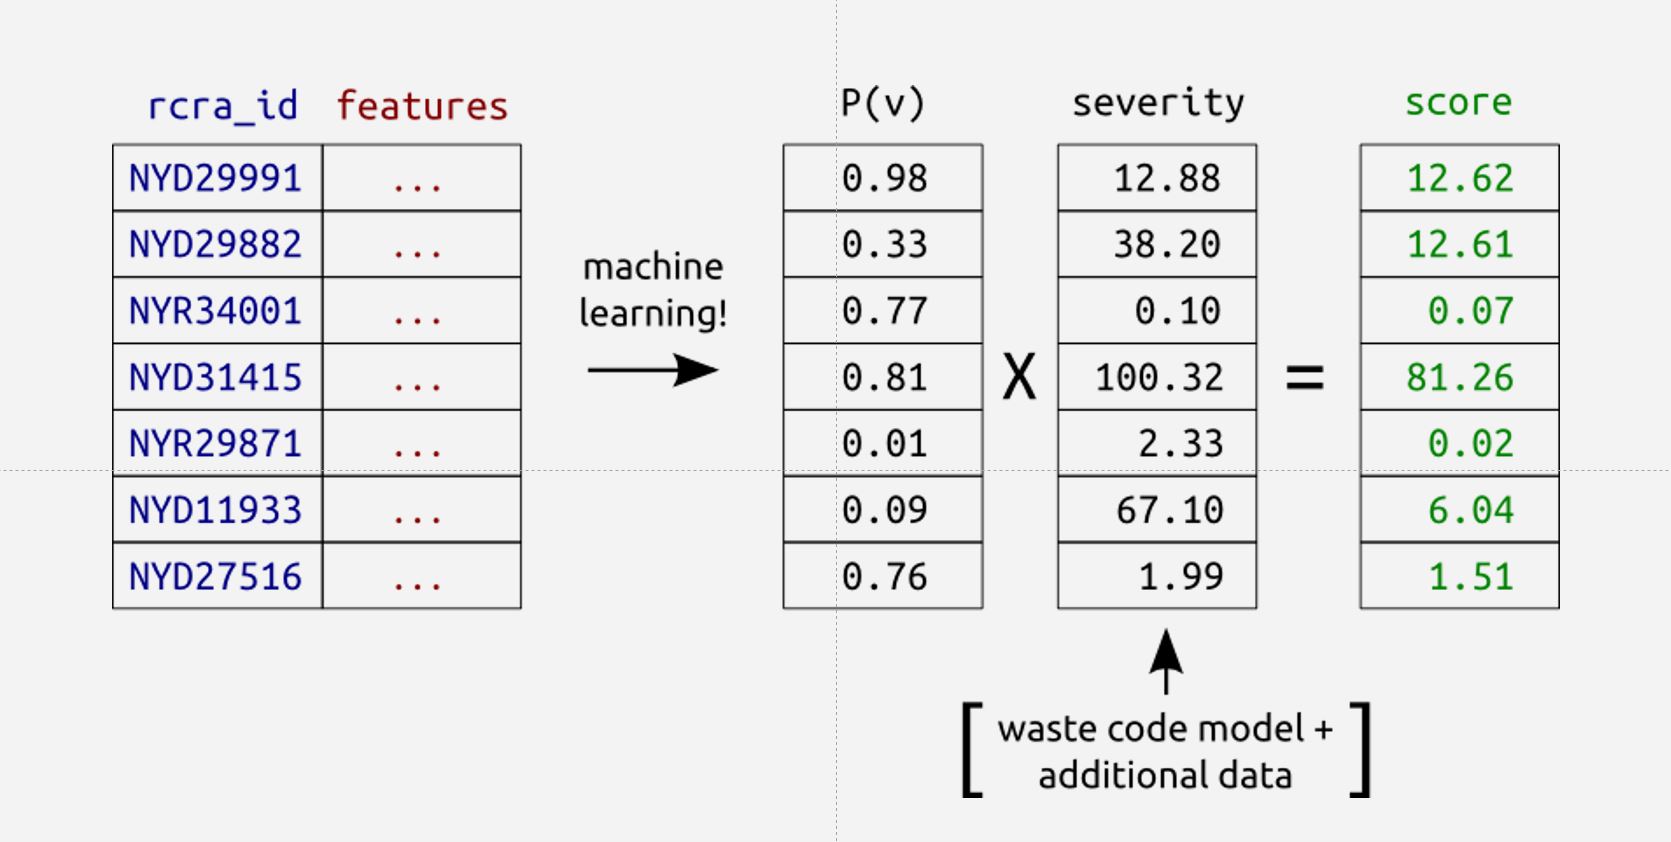 rcra_id features P(v) severity score
NYD29991 ... 0.98 12.88 12.62
NYD29882 ... 0.33 38.20 12.61
NYR34001 ... 0.77 0.10 0.07
NYD31415 ... 0.81 100.32 81.26
NYR29871 ... 0.01 2.33 0.02
NYD11933 ... 0.09 67.10 6.04
NYD27516 ... 0.76 1.99 1.51
machine
learning!
X
=
[ waste code model + ]
additional data